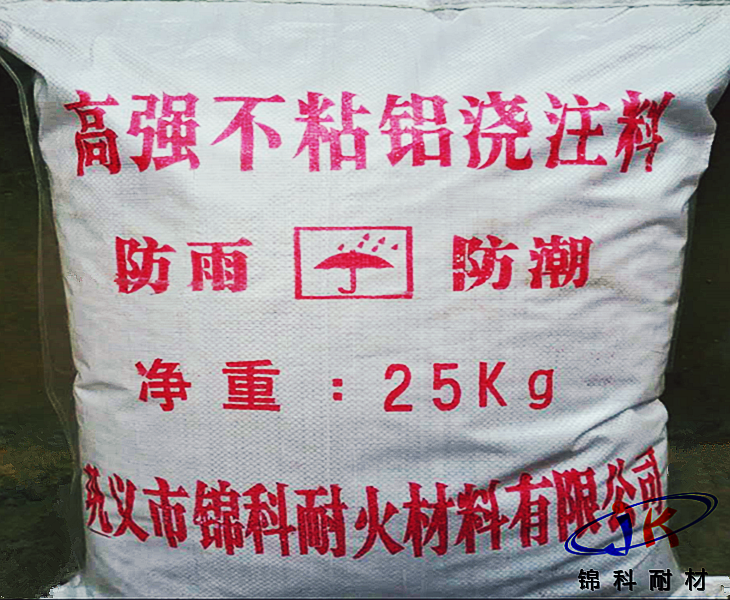 高强不粘铝浇注料
防雨 防潮
净重：25Kg
巩义市锦科耐火材料有限公司
JK
锦科耐材